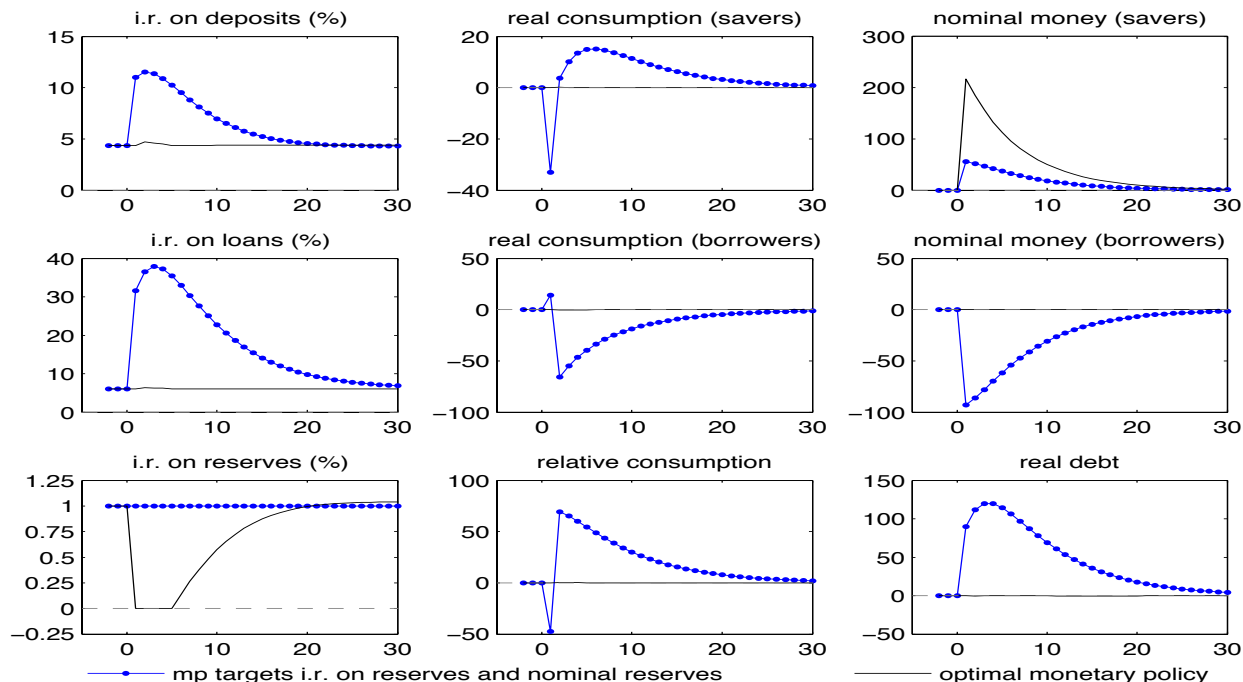 i.r. on deposits (%)
real consumption (savers)
nominal money (savers)
15
10
5
0
0 10 20 30
20
0
−20
−40
0 10 20 30
300
200
100
0
0 10 20 30
i.r. on loans (%)
real consumption (borrowers)
nominal money (borrowers)
40
30
20
10
0
0 10 20 30
50
0
−50
−100
0 10 20 30
50
0
−50
−100
0 10 20 30
i.r. on reserves (%)
relative consumption
real debt
1.25
1
0.75
0.5
0.25
0
−0.25
0 10 20 30
50
0
−50
0 10 20 30
150
100
50
0
−50
0 10 20 30
mp targets i.r. on reserves and nominal reserves
optimal monetary policy